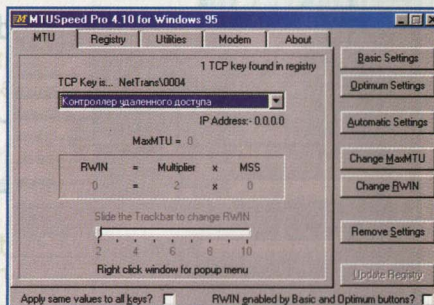 MTUSpeed Pro 4.10 for Windows 95
MTU Registry Utilities Modem About
1 TCP key found in registry
TCP Key is... NetTrans\0004
Контроллер удаленного доступа
IP Address:- 0.0.0.0
MaxMTU = 0
RWIN = Multiplier x MSS
0 = 2 x 0
Slide the Trackbar to change RWIN
2 4 6 8 10
Right click window for popup menu
Basic Settings
Optimum Settings
Automatic Settings
Change MaxMTU
Change RWIN
Remove Settings
Update Registry
Apply same values to all keys? RWIN enabled by Basic and Optimum buttons?